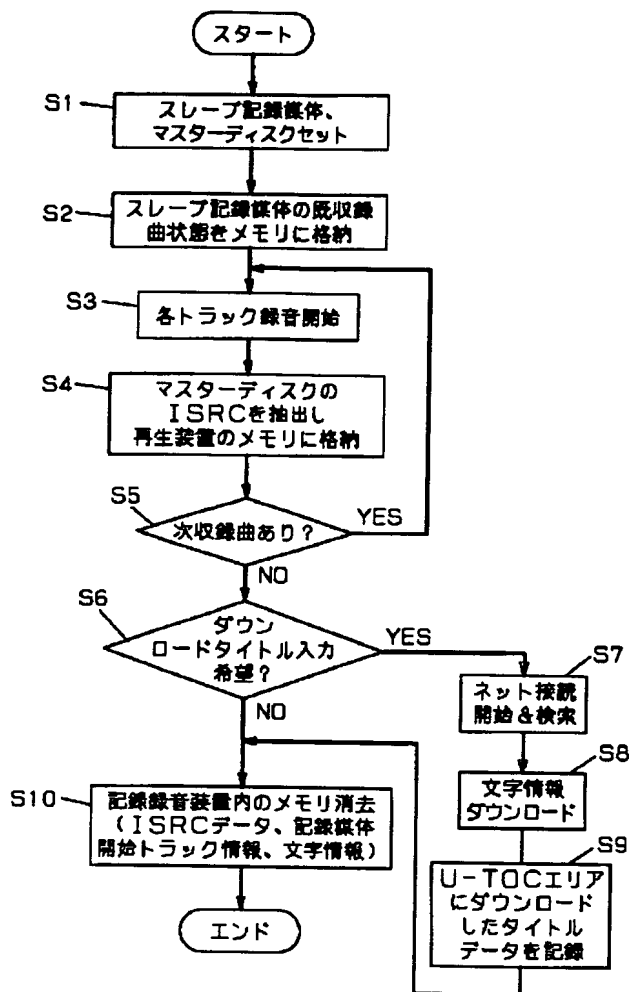 スタート
S1
スレーブ記録媒体、
マスターディスクセット
S2
スレーブ記録媒体の既収録
曲状態をメモリに格納
S3
各トラック録音開始
S4
マスターディスクの
ISRCを抽出し
再生装置のメモリに格納
S5
次収録曲あり？
YES
NO
S6
ダウン
ロードタイトル入力
希望？
YES
NO
S7
ネット接続
開始＆検索
S8
文字情報
ダウンロード
S9
U-TOCエリア
にダウンロード
したタイトル
データを記録
S10
記録録音装置内のメモリ消去
（ISRCデータ、記録媒体
開始トラック情報、文字情報）
エンド